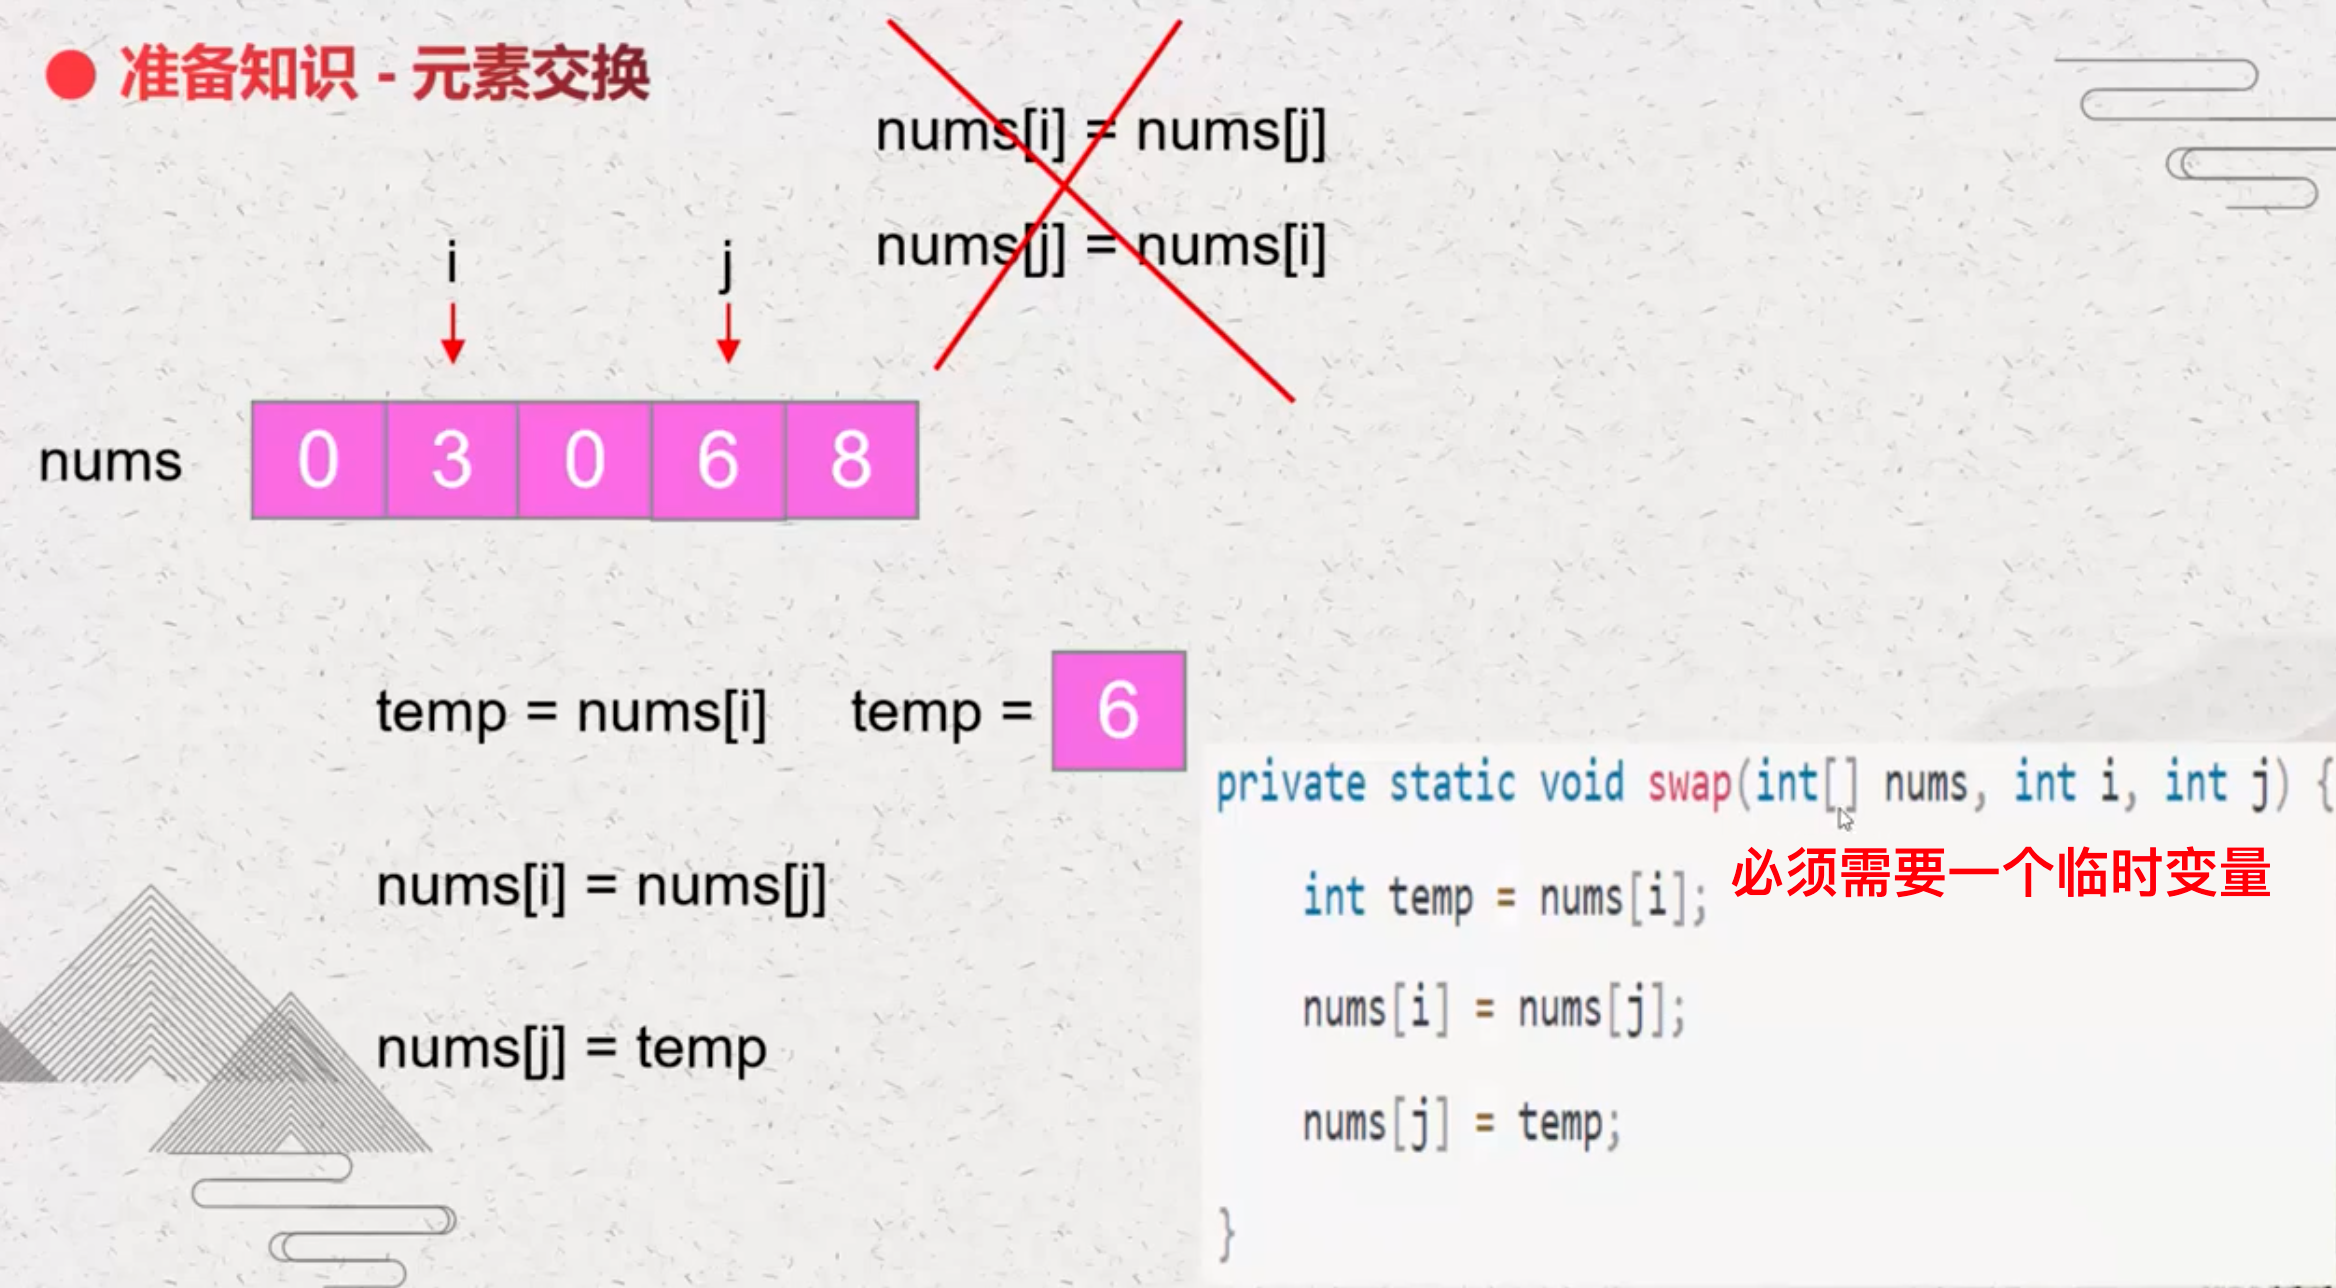 准备知识 - 元素交换
nums[i] = nums[j]
nums[j] = nums[i]
i j
nums 0 3 0 6 8
temp = nums[i] temp = 6
nums[i] = nums[j]
nums[j] = temp
private static void swap(int[] nums, int i, int j) {
int temp = nums[i]; 必须需要一个临时变量
nums[i] = nums[j];
nums[j] = temp;
}